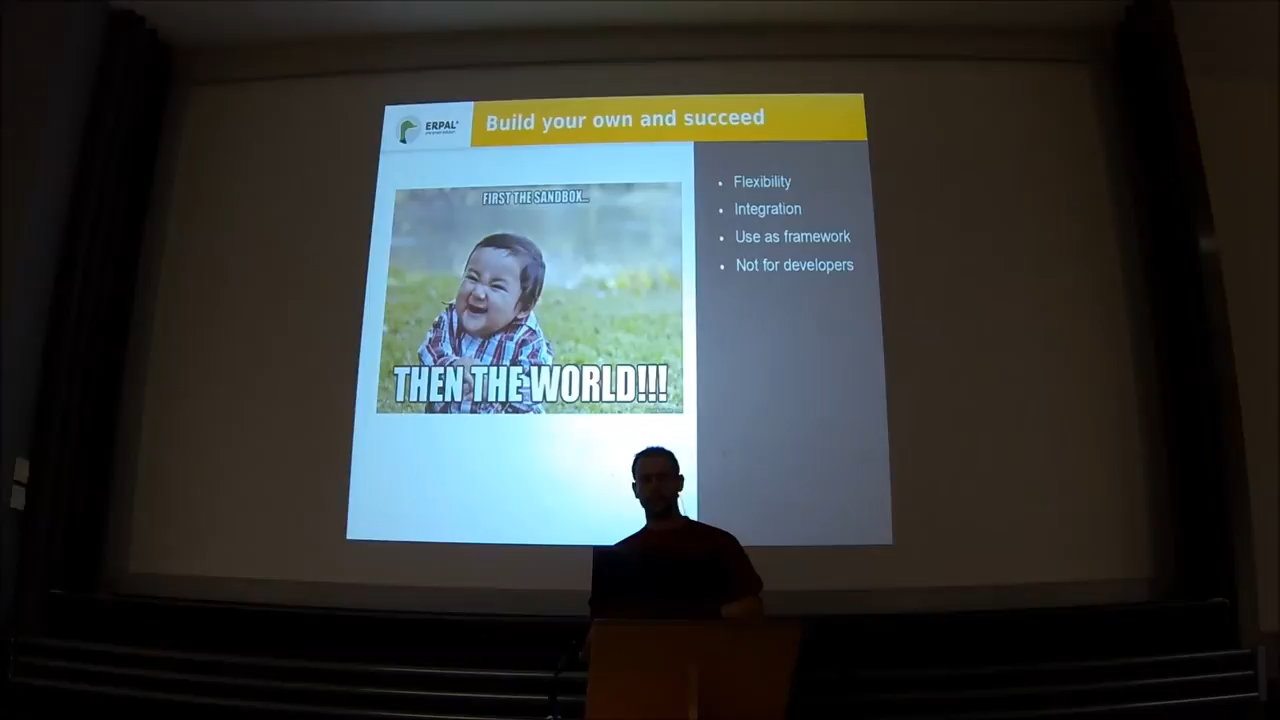 ERPAL
Build your own and succeed
FIRST THE SANDBOX...
THEN THE WORLD!!!
Flexibility
Integration
Use as framework
Not for developers